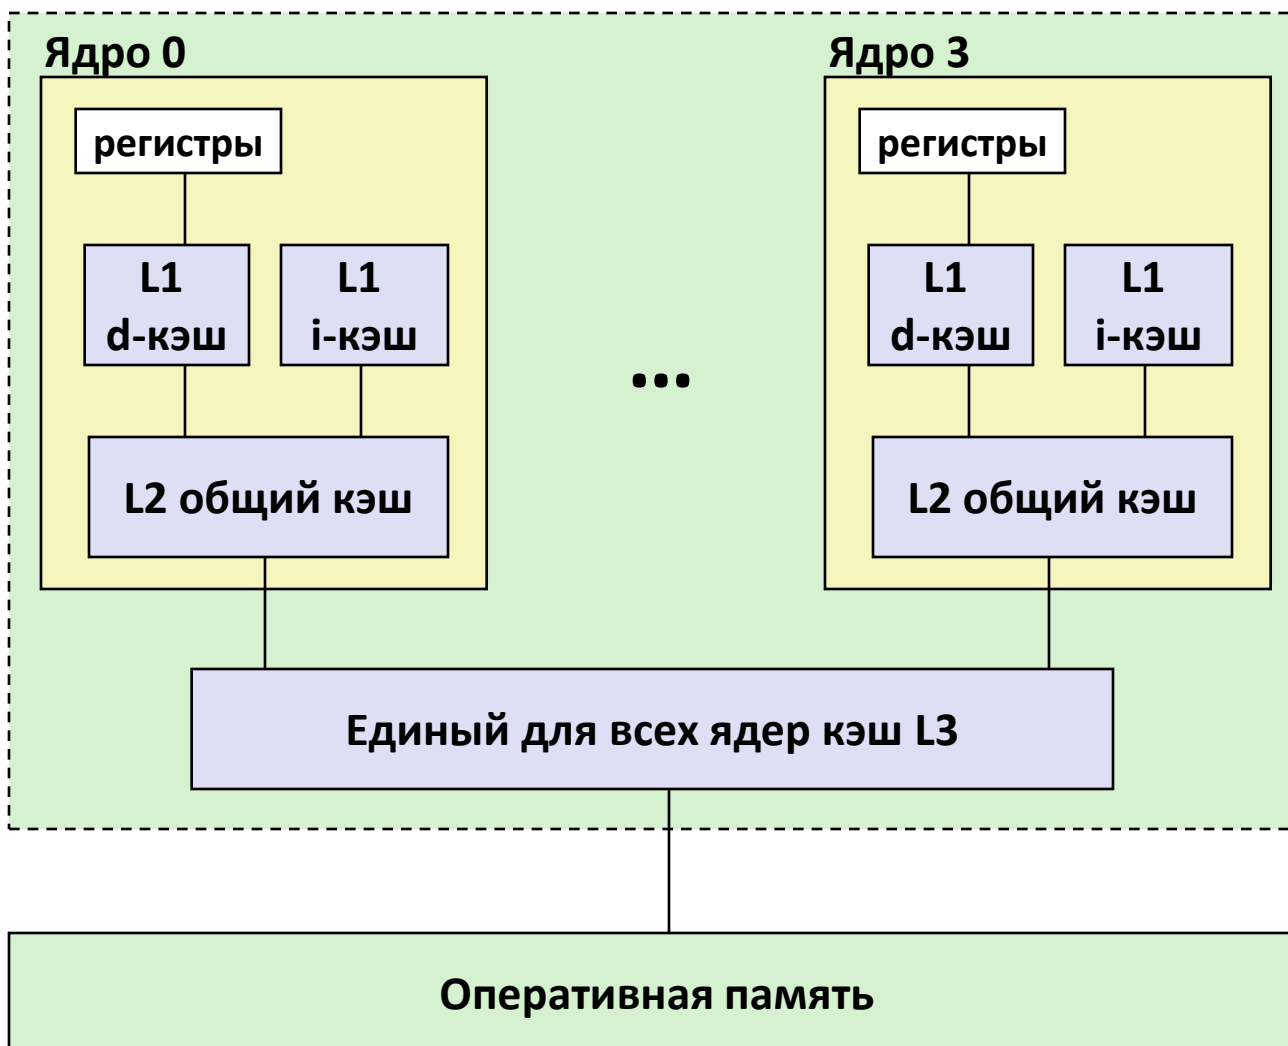 Ядро 0
Ядро 3
регистры
регистры
L1
d-кэш
L1
i-кэш
L1
d-кэш
L1
i-кэш
...
L2 общий кэш
L2 общий кэш
Единый для всех ядер кэш L3
Оперативная память